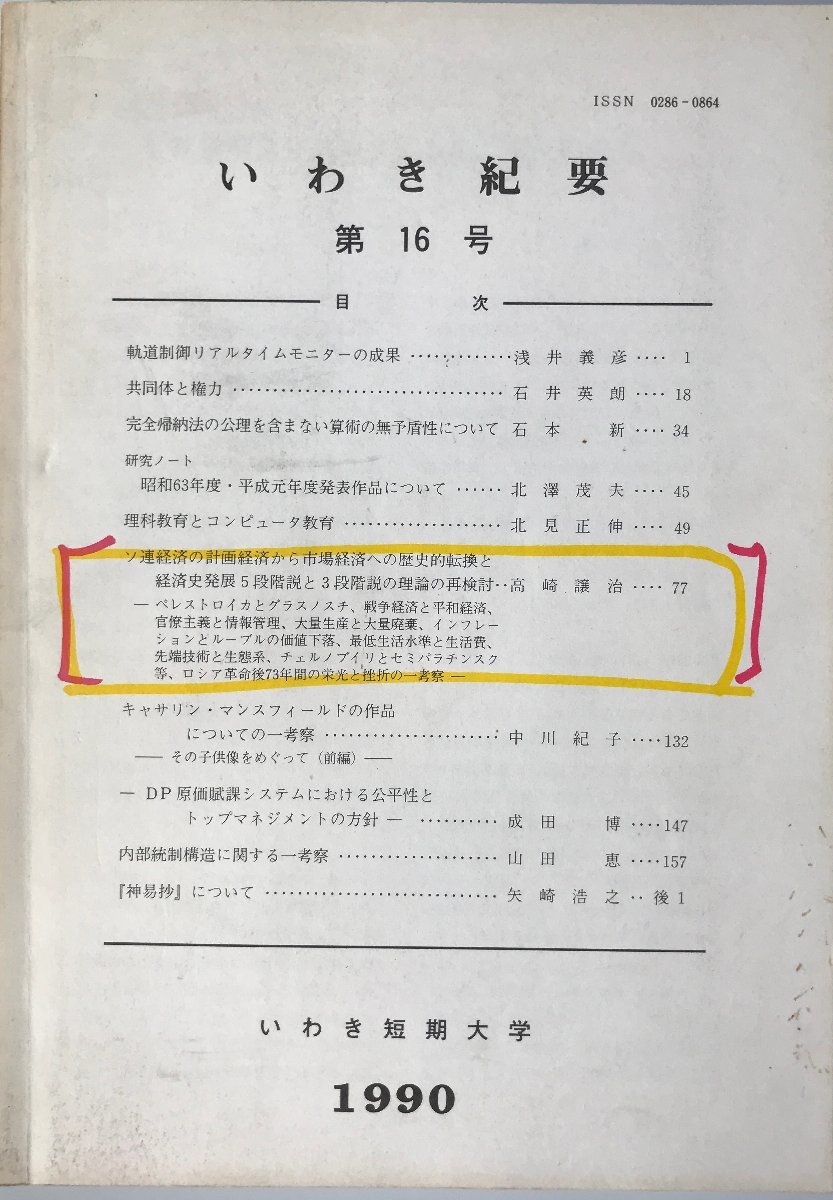 ISSN 0286-0864
いわき紀要
第16号
目次
軌道制御リアルタイムモニターの成果 ‥‥‥‥‥‥ 浅井義彦 ‥‥ 1
共同体と権力 ‥‥‥‥‥‥‥‥‥‥‥‥‥‥‥ 石井英朗 ‥‥ 18
完全帰納法の公理を含まない算術の無予盾性について 石本新 ‥‥ 34
研究ノート
昭和63年度・平成元年度発表作品について ‥‥‥ 北澤茂夫 ‥‥ 45
理科教育とコンピュータ教育 ‥‥‥‥‥‥‥‥‥ 北見正伸 ‥‥ 49
ソ連経済の計画経済から市場経済への歴史的転換と
経済史発展5段階説と3段階説の理論の再検討‥高崎譲治 ‥‥ 77
― ペレストロイカとグラスノスチ、戦争経済と平和経済、
官僚主義と情報管理、大量生産と大量廃棄、インフレー
ションとルーブルの価値下落、最低生活水準と生活費、
先端技術と生態系、チェルノブイリとセミパラチンスク
等、ロシア革命後73年間の栄光と挫折の一考察 ―
キャサリン・マンスフィールドの作品
についての一考察 ‥‥‥‥‥‥‥‥‥‥‥ 中川紀子 ‥‥132
―― その子供像をめぐって（前編）――
― DP原価賦課システムにおける公平性と
トップマネジメントの方針 ― ‥‥‥‥‥ 成田博 ‥‥147
内部統制構造に関する一考察 ‥‥‥‥‥‥‥‥‥ 山田恵 ‥‥157
『神易抄』について ‥‥‥‥‥‥‥‥‥‥‥‥‥ 矢崎浩之 ‥ 後1
いわき短期大学
1990